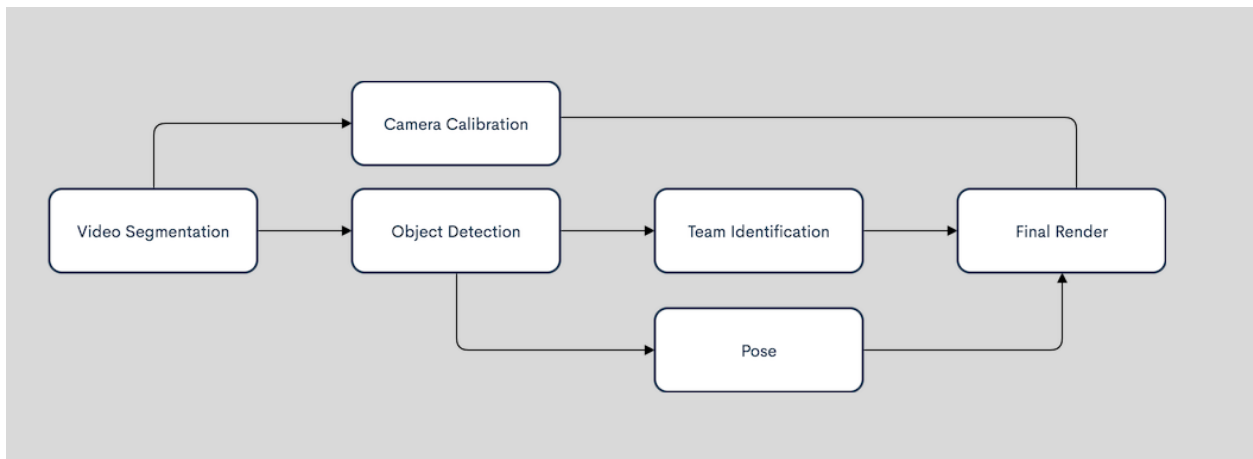 Camera Calibration
Video Segmentation
Object Detection
Team Identification
Final Render
Pose